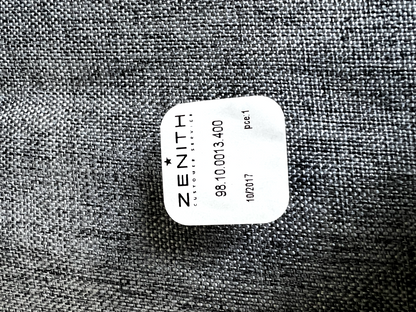 ZENITH
CUSTOMER SERVICE
98.10.0013.400
10/2017 pce:1